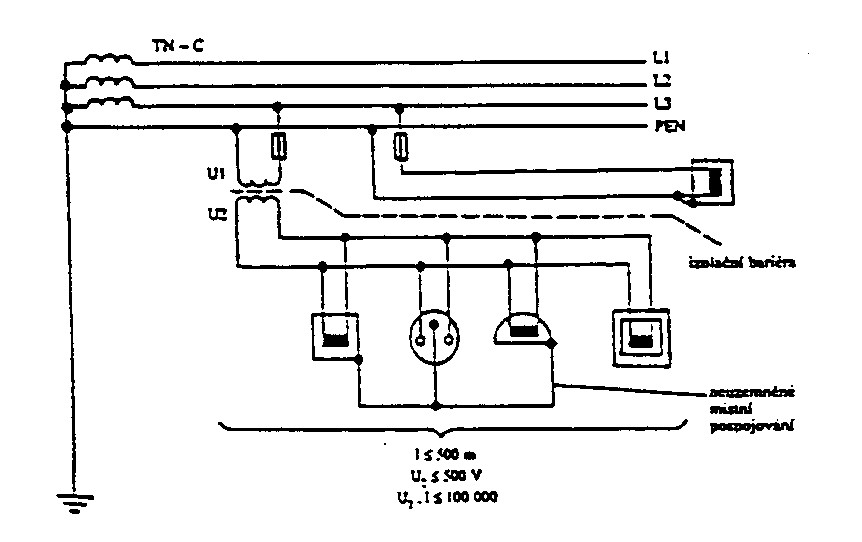 TN – C
L1
L2
L3
PEN
U1
U2
izolační bariéra
neuzemněné
místní
pospojování
l ≤ 500 m
U₂ ≤ 500 V
U₂ . l ≤ 100 000